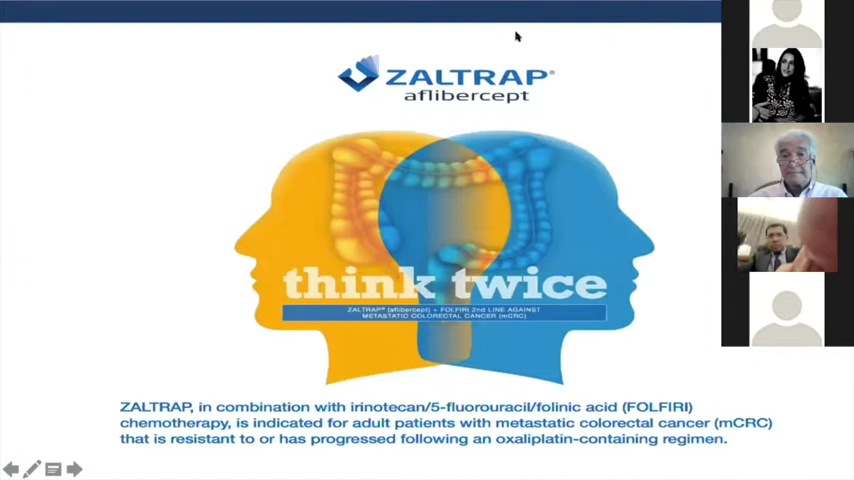 ZALTRAP®
aflibercept
think twice
ZALTRAP® (aflibercept) + FOLFIRI 2nd LINE AGAINST
METASTATIC COLORECTAL CANCER (mCRC)
ZALTRAP, in combination with irinotecan/5-fluorouracil/folinic acid (FOLFIRI)
chemotherapy, is indicated for adult patients with metastatic colorectal cancer (mCRC)
that is resistant to or has progressed following an oxaliplatin-containing regimen.